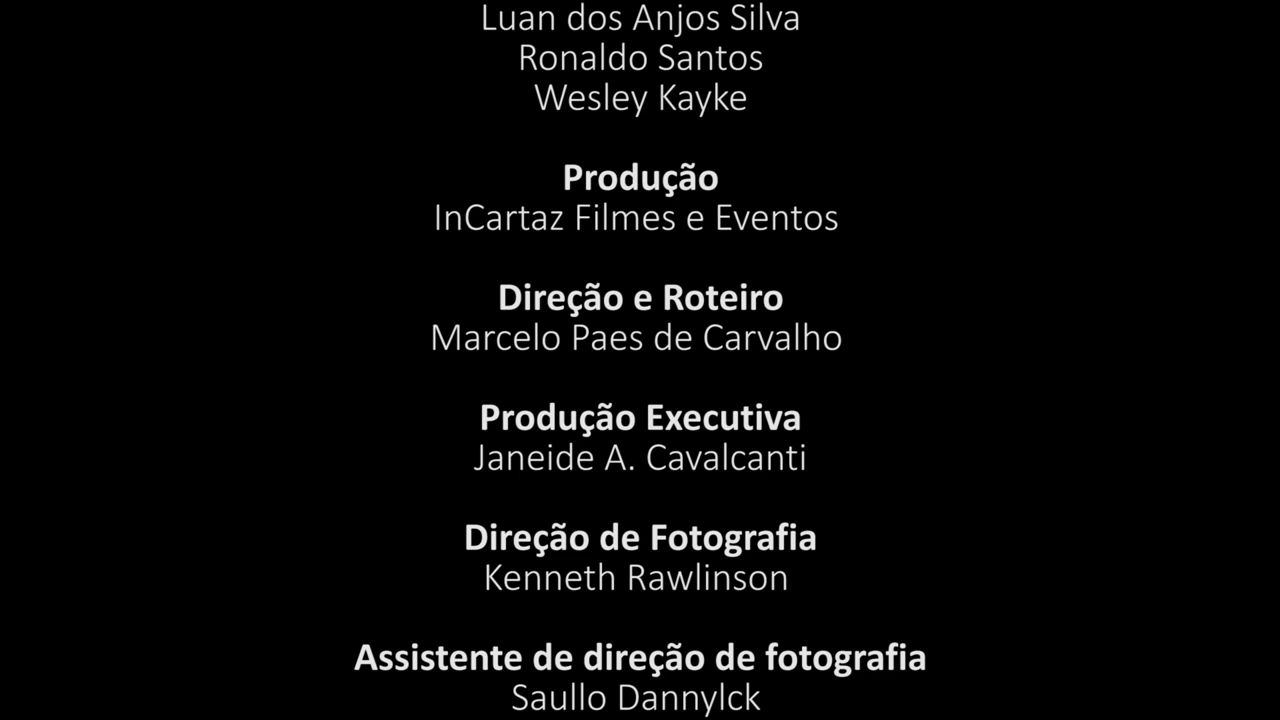 Luan dos Anjos Silva
Ronaldo Santos
Wesley Kayke
Produção
InCartaz Filmes e Eventos
Direção e Roteiro
Marcelo Paes de Carvalho
Produção Executiva
Janeide A. Cavalcanti
Direção de Fotografia
Kenneth Rawlinson
Assistente de direção de fotografia
Saullo Dannylck